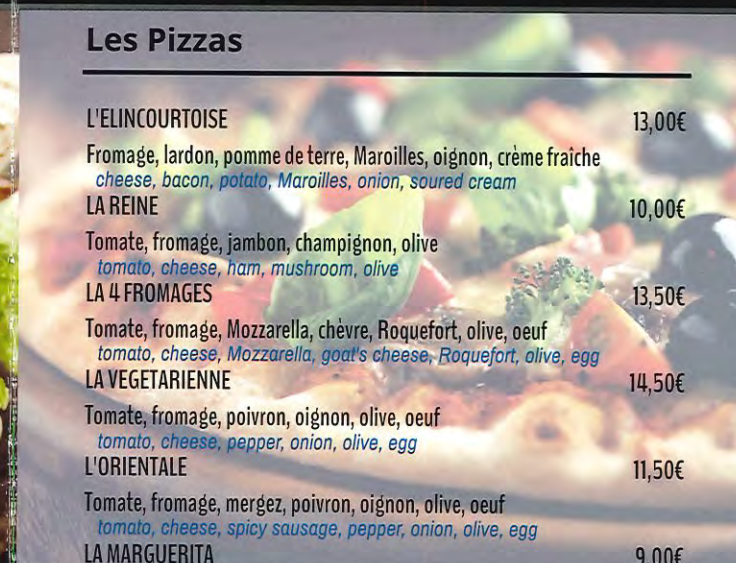 Les Pizzas
L'ELINCOURTOISE 13,00€
Fromage, lardon, pomme de terre, Maroilles, oignon, crème fraîche
cheese, bacon, potato, Maroilles, onion, soured cream
LA REINE 10,00€
Tomate, fromage, jambon, champignon, olive
tomato, cheese, ham, mushroom, olive
LA 4 FROMAGES 13,50€
Tomate, fromage, Mozzarella, chèvre, Roquefort, olive, oeuf
tomato, cheese, Mozzarella, goat's cheese, Roquefort, olive, egg
LA VEGETARIENNE 14,50€
Tomate, fromage, poivron, oignon, olive, oeuf
tomato, cheese, pepper, onion, olive, egg
L'ORIENTALE 11,50€
Tomate, fromage, mergez, poivron, oignon, olive, oeuf
tomato, cheese, spicy sausage, pepper, onion, olive, egg
LA MARGUERITA 9,00€